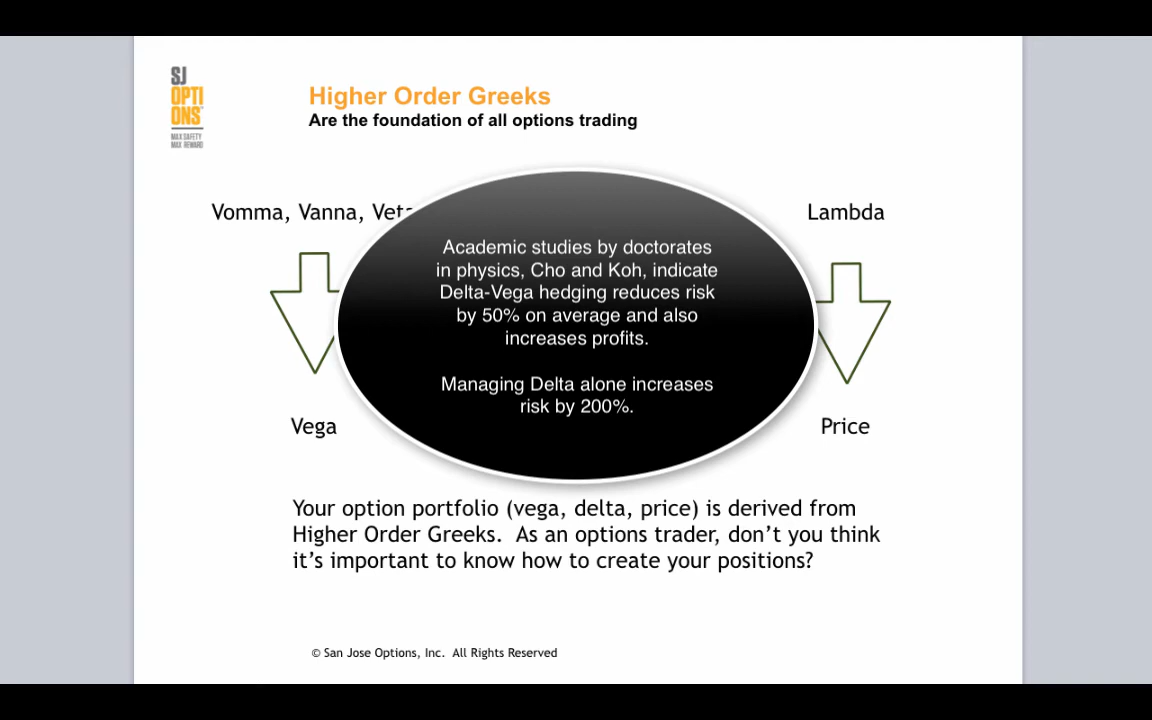 SJ
OPTI
ONS
MAX SAFETY
MAX REWARD
Higher Order Greeks
Are the foundation of all options trading
Vomma, Vanna, Veta
Lambda
Academic studies by doctorates
in physics, Cho and Koh, indicate
Delta-Vega hedging reduces risk
by 50% on average and also
increases profits.
Managing Delta alone increases
risk by 200%.
Vega
Price
Your option portfolio (vega, delta, price) is derived from
Higher Order Greeks. As an options trader, don’t you think
it’s important to know how to create your positions?
© San Jose Options, Inc. All Rights Reserved